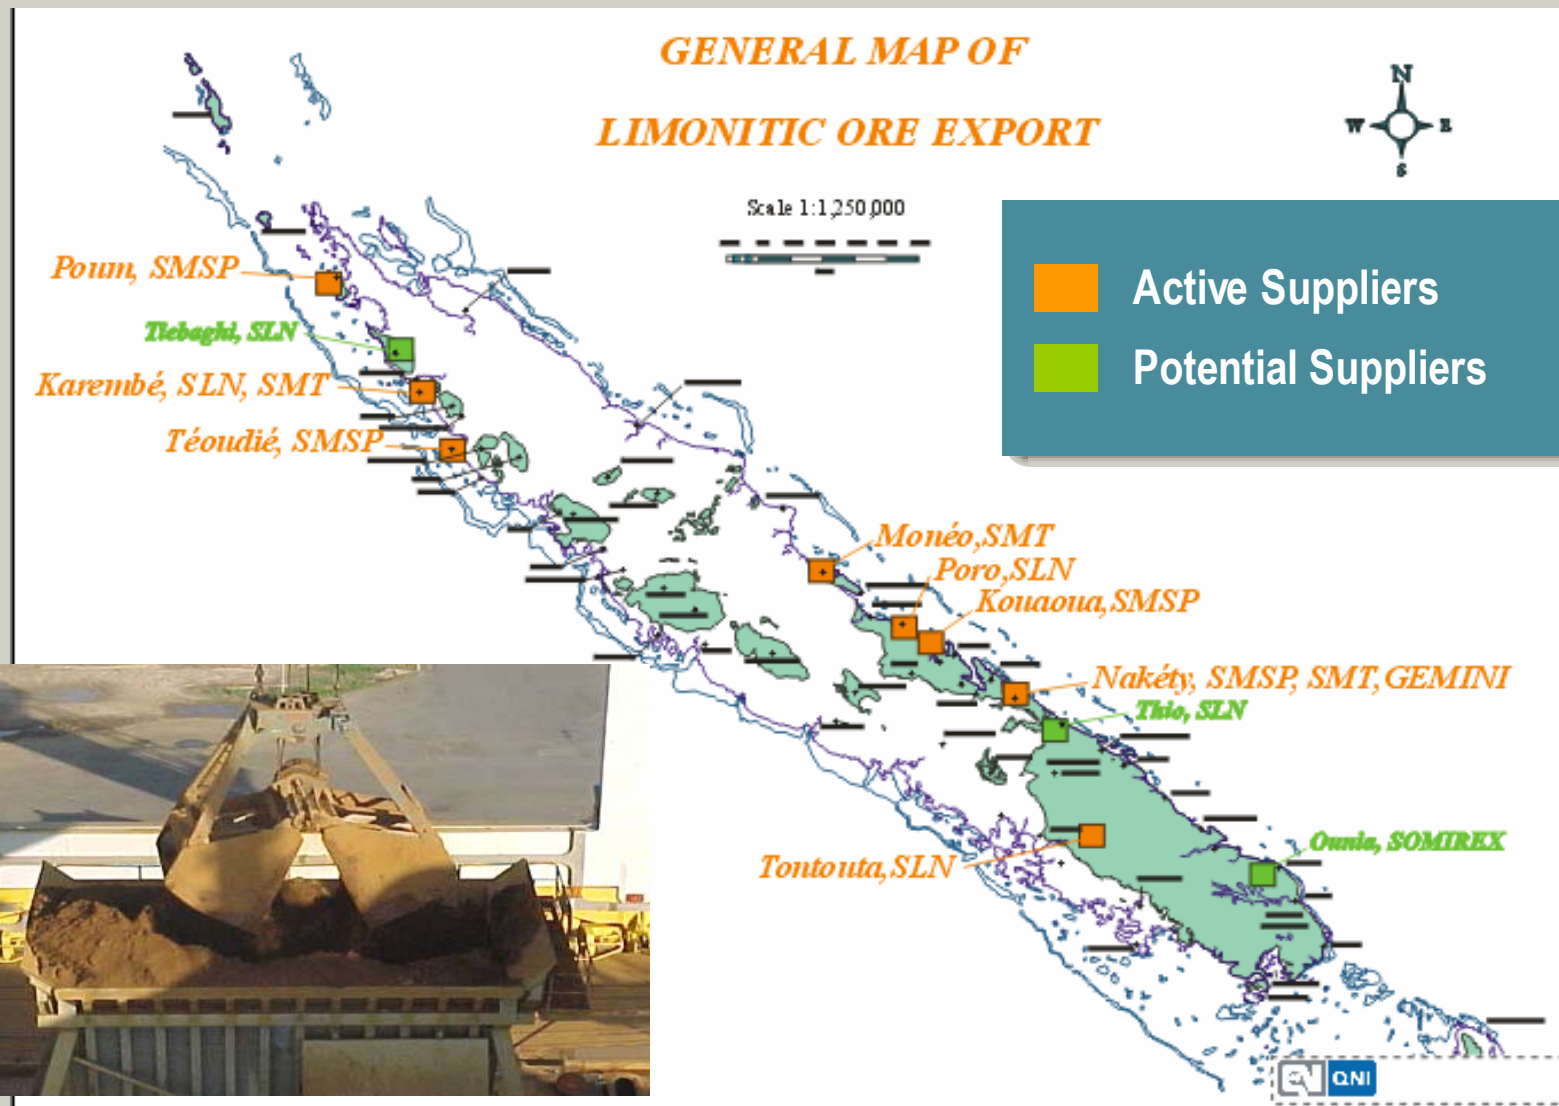 GENERAL MAP OF
LIMONITIC ORE EXPORT
N
W
E
S
Scale 1:1,250,000
Active Suppliers
Potential Suppliers
Poum, SMSP
Tiebaghi, SLN
Karembé, SLN, SMT
Téoudié, SMSP
Monéo,SMT
Poro,SLN
Kouaoua,SMSP
Nakéty, SMSP, SMT,GEMINI
Thio, SLN
Ounia, SOMIREX
Tontouta,SLN
QNI